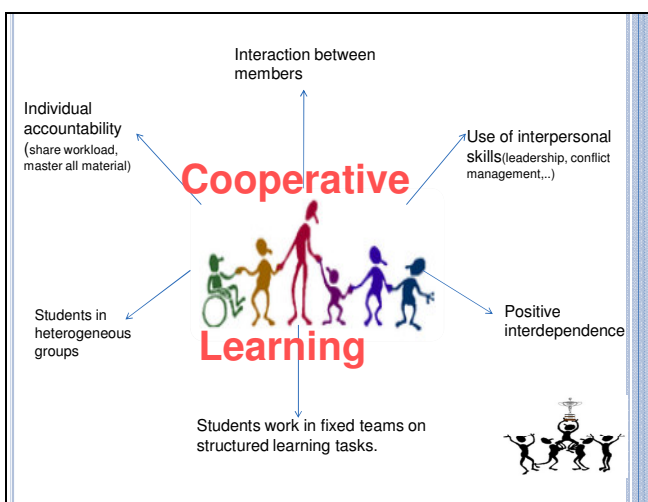 Interaction between
members
Individual
accountability
(share workload,
master all material)
Use of interpersonal
skills(leadership, conflict
management,..)
Cooperative
Students in
heterogeneous
groups
Positive
interdependence
Learning
Students work in fixed teams on
structured learning tasks.